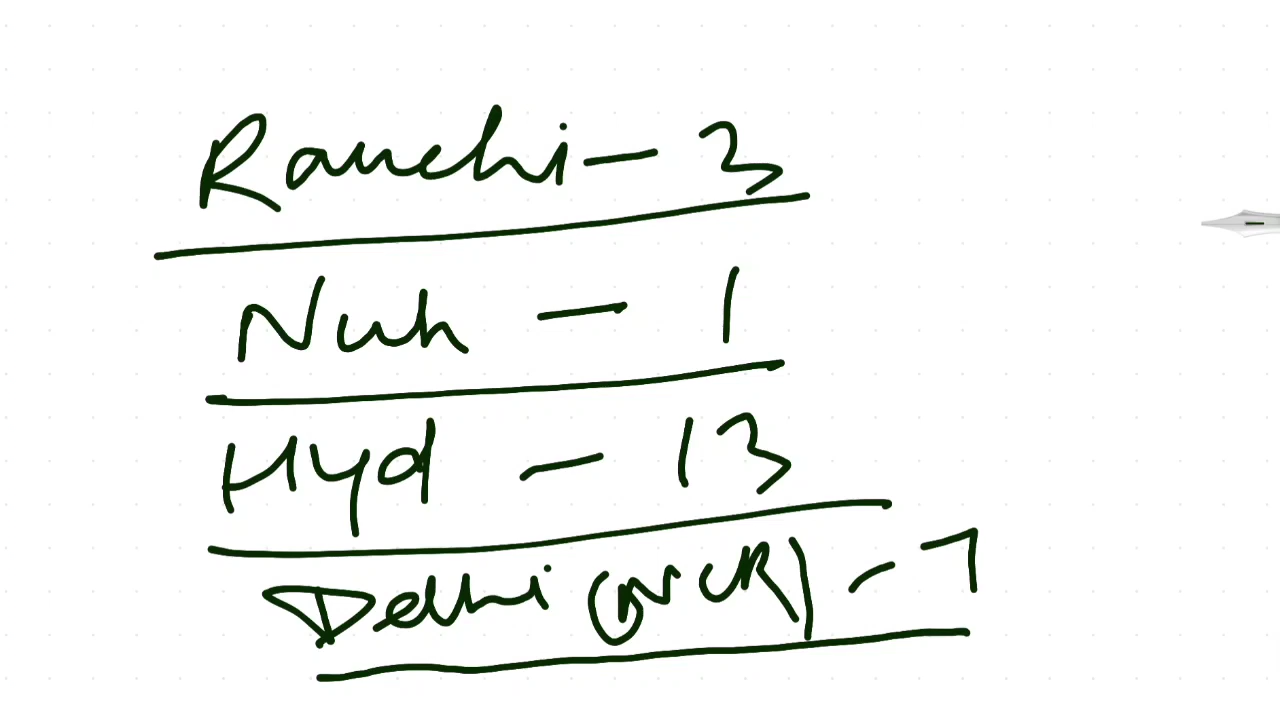 Ranchi - 3
Nuh - 1
Hyd - 13
Delhi (NCR) - 7